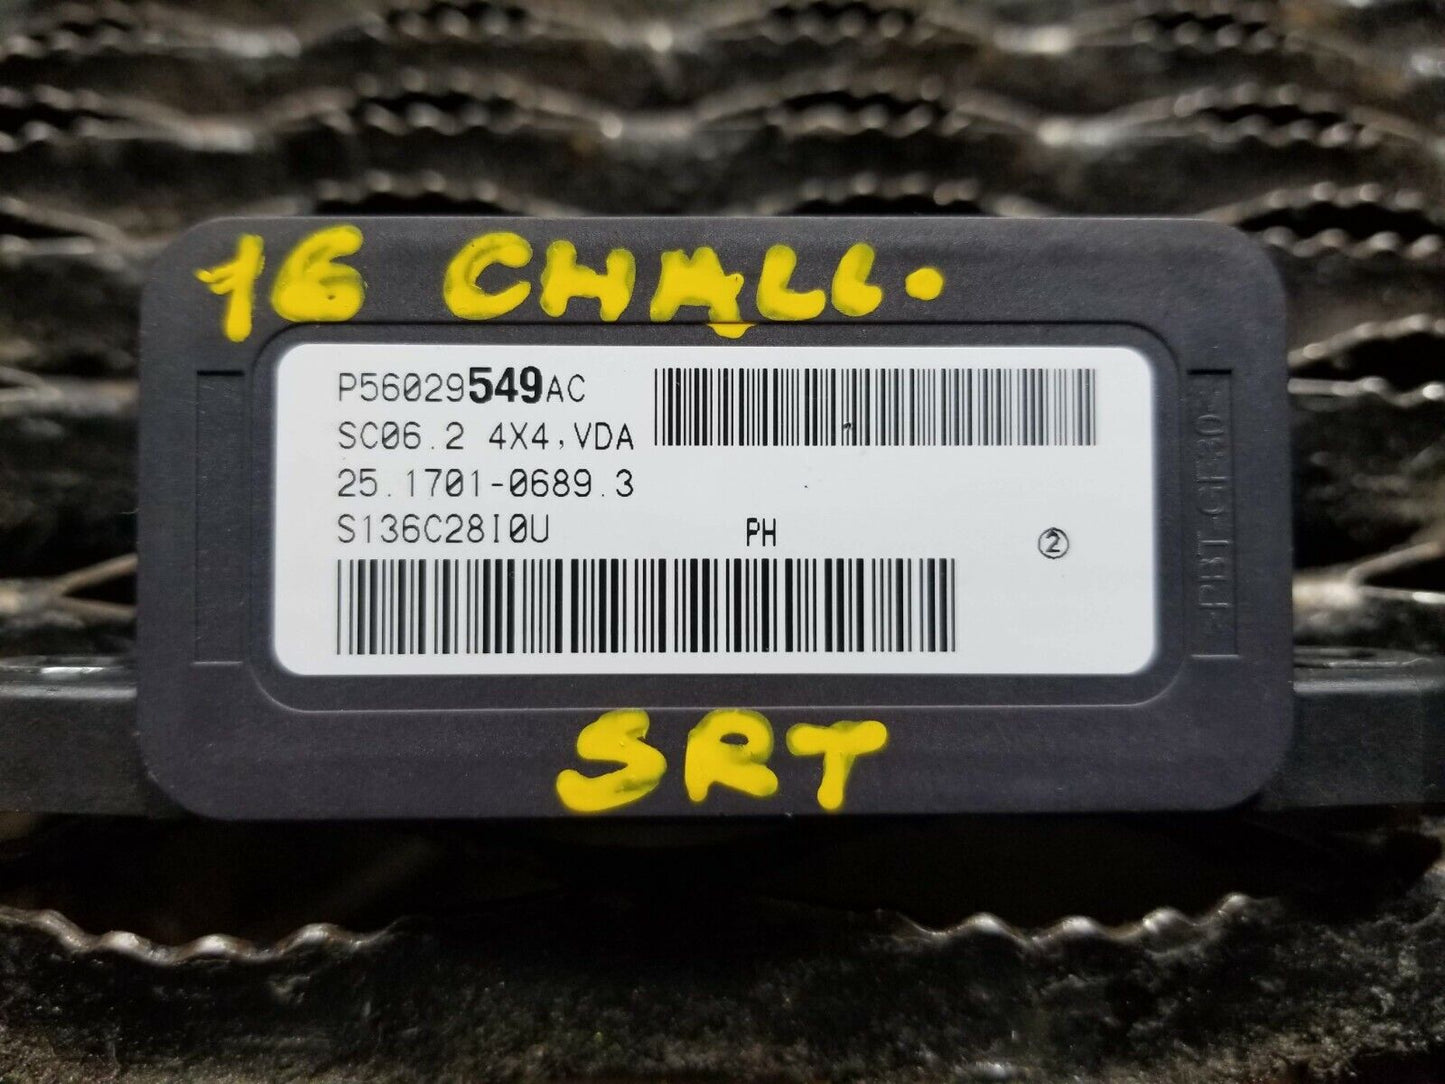 16 CHALL.
P56029549AC
SC06.2 4X4,VDA
25.1701-0689.3
S136C28I0U
PH
②
>PBT-GF30<
SRT